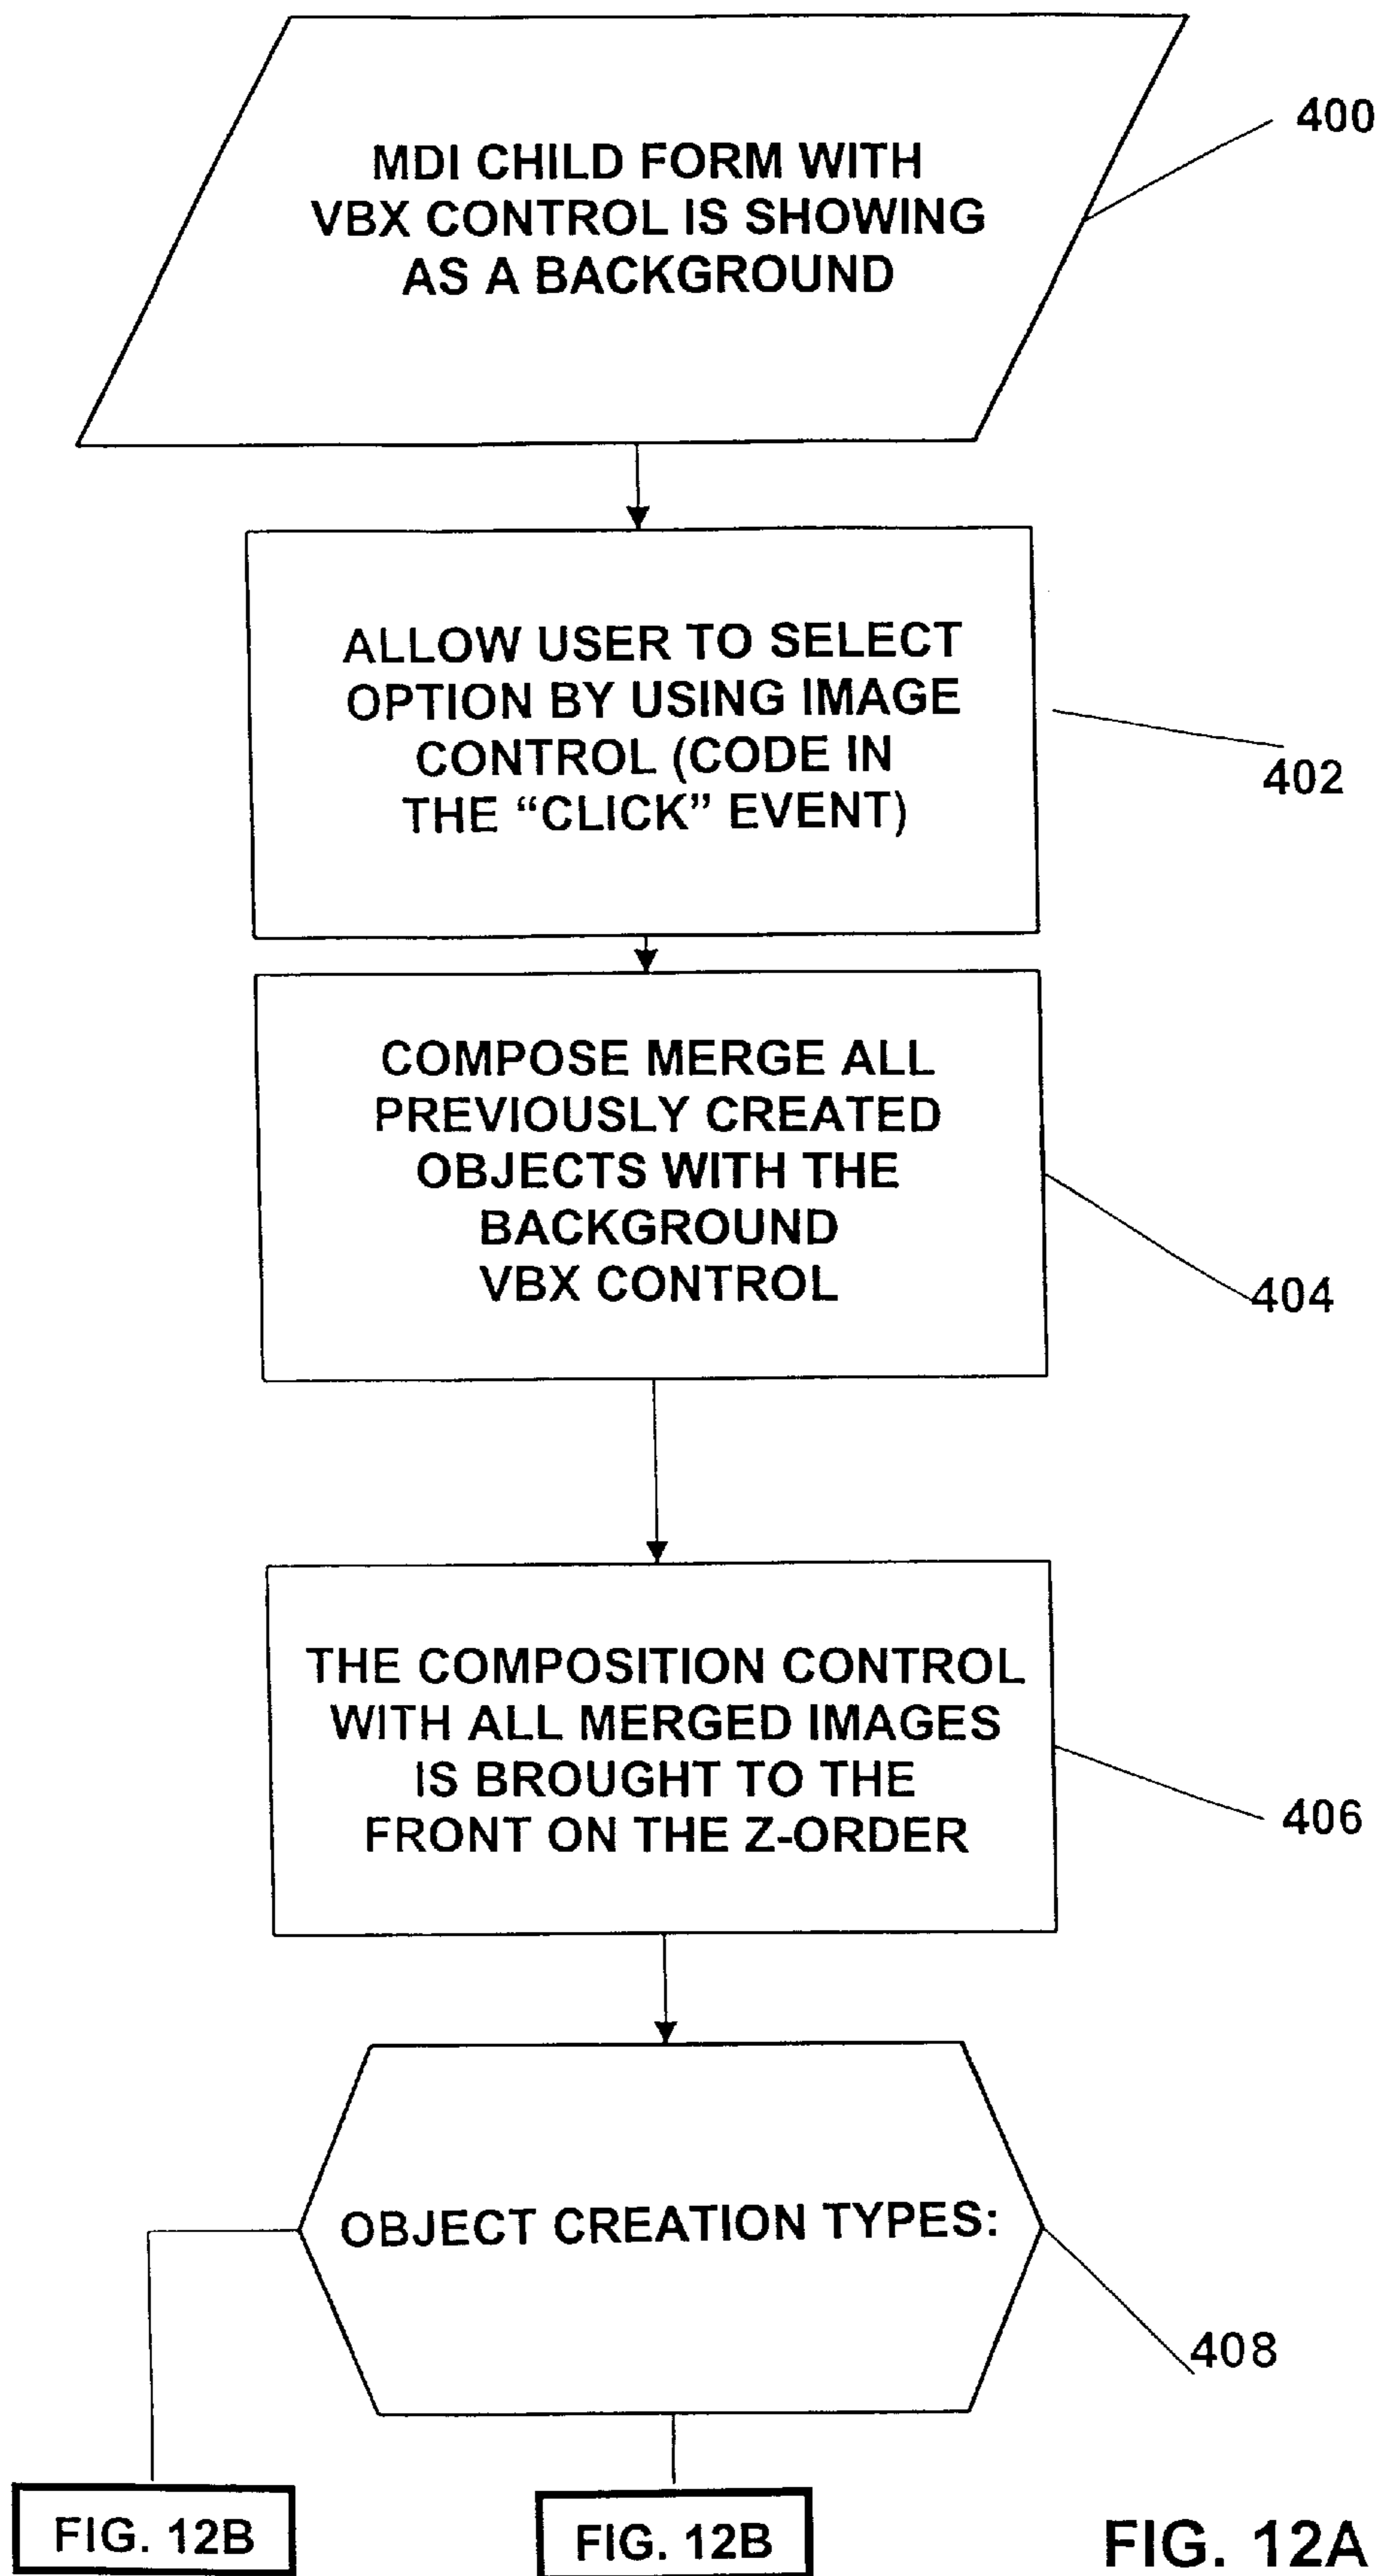 MDI CHILD FORM WITH
VBX CONTROL IS SHOWING
AS A BACKGROUND
400
ALLOW USER TO SELECT
OPTION BY USING IMAGE
CONTROL (CODE IN
THE “CLICK” EVENT)
402
COMPOSE MERGE ALL
PREVIOUSLY CREATED
OBJECTS WITH THE
BACKGROUND
VBX CONTROL
404
THE COMPOSITION CONTROL
WITH ALL MERGED IMAGES
IS BROUGHT TO THE
FRONT ON THE Z-ORDER
406
OBJECT CREATION TYPES:
408
FIG. 12B
FIG. 12B
FIG. 12A